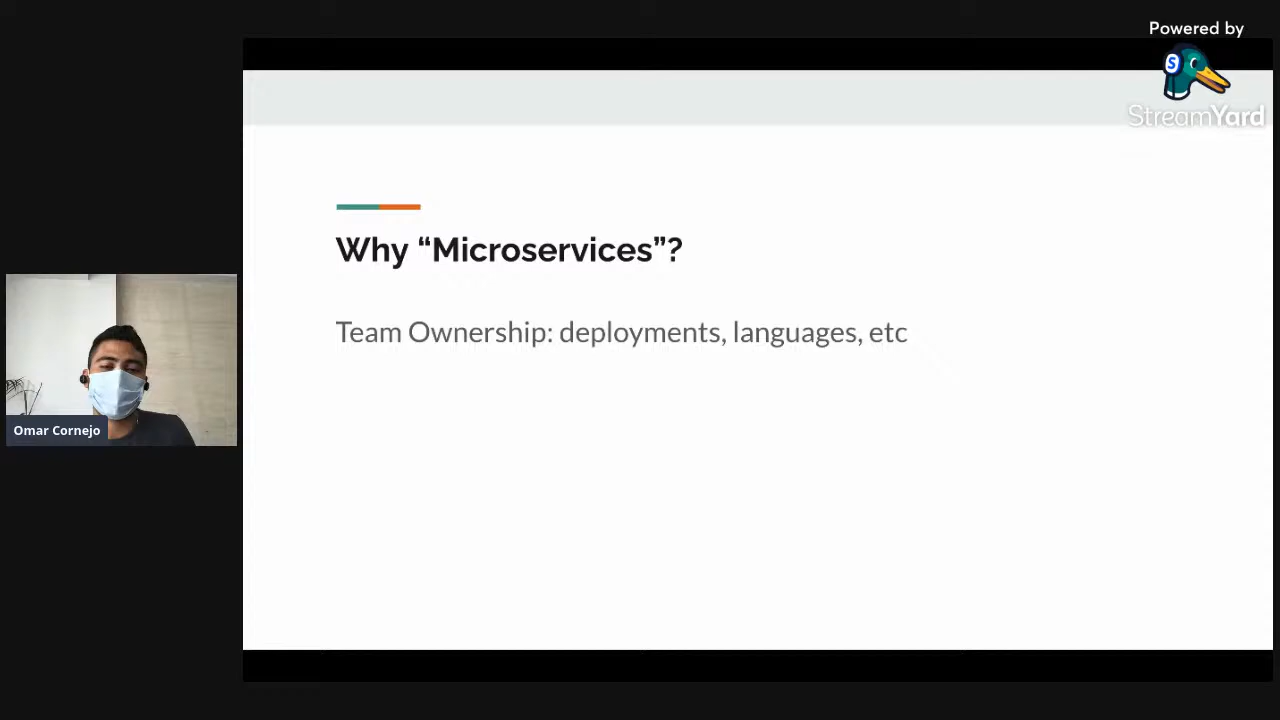 Powered by
S
StreamYard
Why “Microservices”?
Team Ownership: deployments, languages, etc
Omar Cornejo